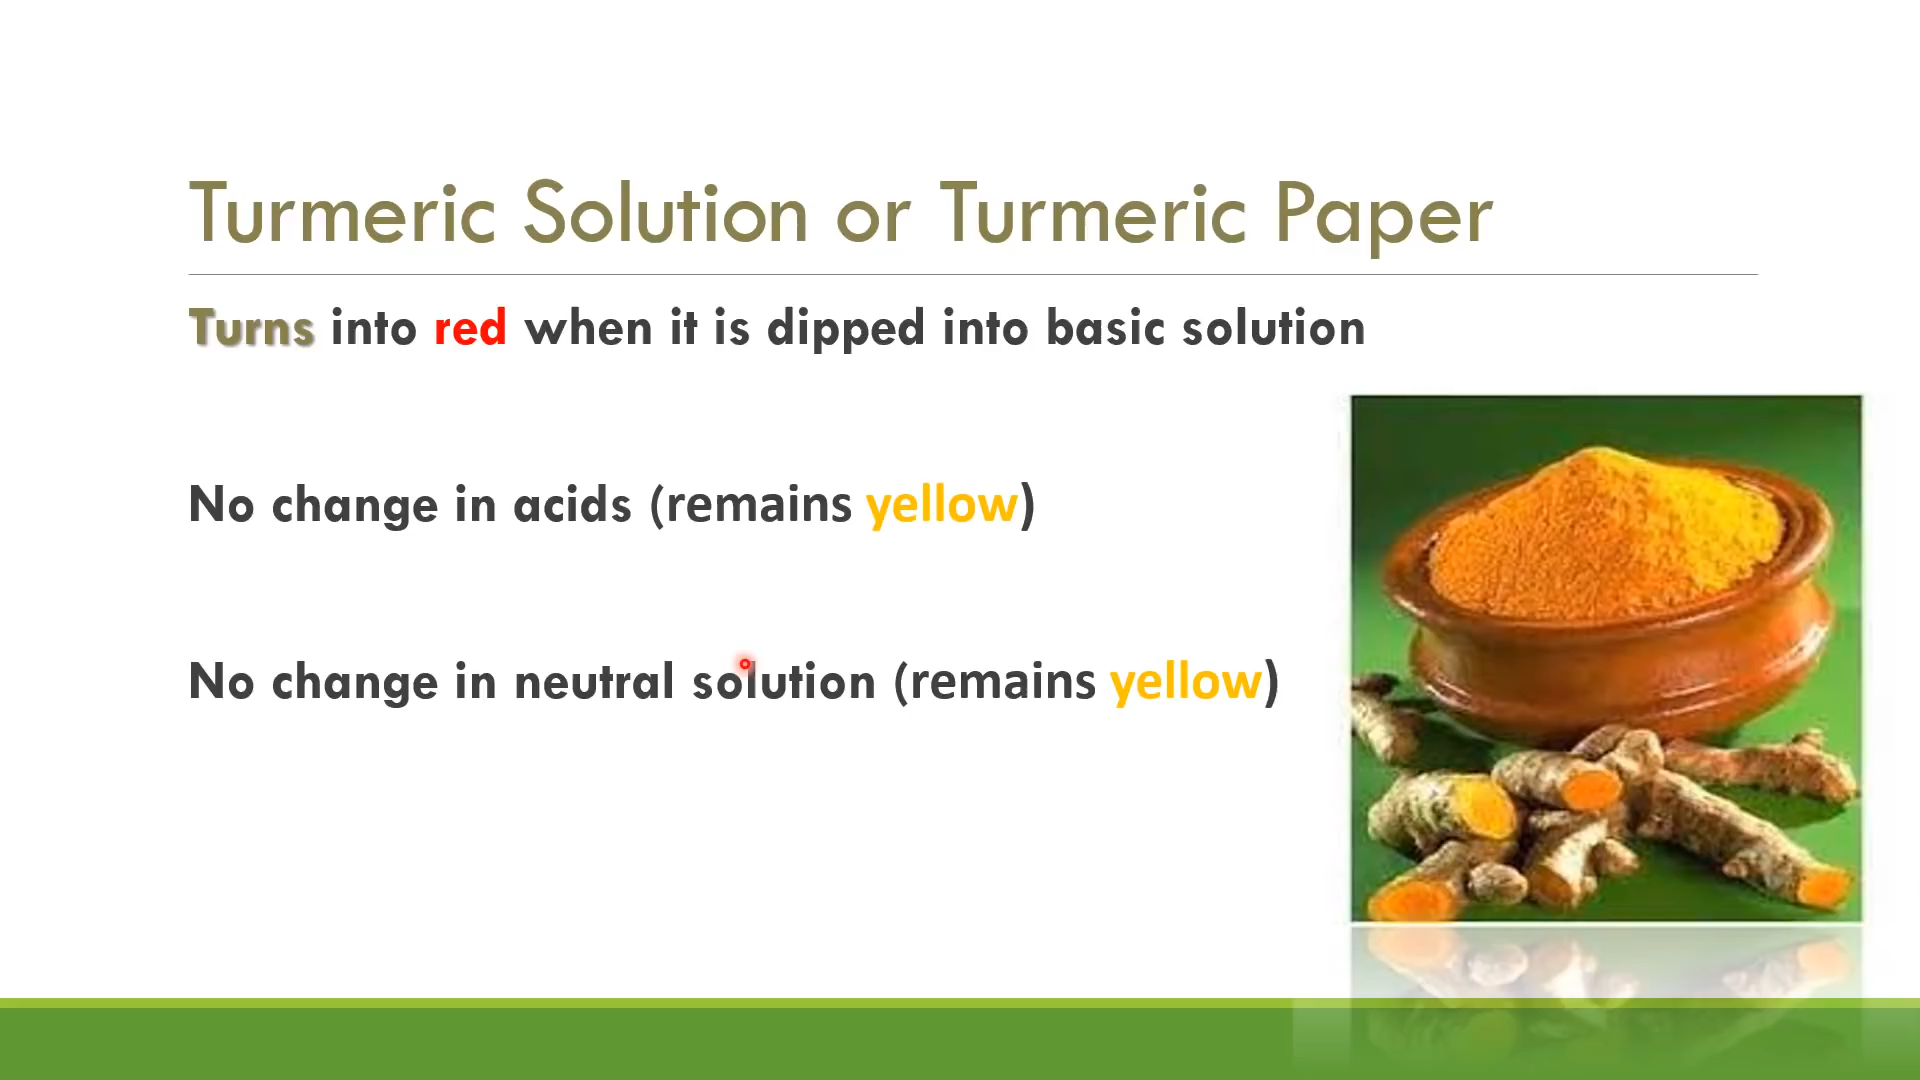 Turmeric Solution or Turmeric Paper
Turns into red when it is dipped into basic solution
No change in acids (remains yellow)
No change in neutral solution (remains yellow)